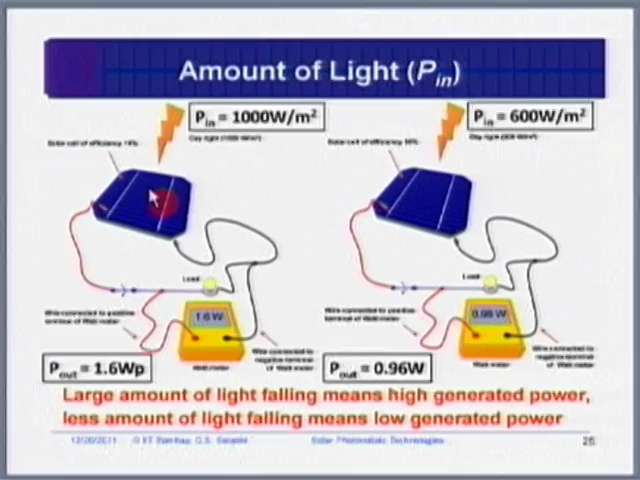 Amount of Light (Pin)
Pin = 1000W/m²
Pin = 600W/m²
Solar cell of efficiency
Solar cell of efficiency
Load
Load
1.6 W
0.96 W
Wire connected to positive
terminal of Watt meter
Wire connected to positive
terminal of Watt meter
Wire connected to
negative terminal
of Watt meter
Wire connected to
negative terminal
of Watt meter
Watt meter
Watt meter
Pout = 1.6Wp
Pout = 0.96W
Large amount of light falling means high generated power,
less amount of light falling means low generated power
© IIT Bombay, C.S. Solanki
Solar Photovoltaic Technologies